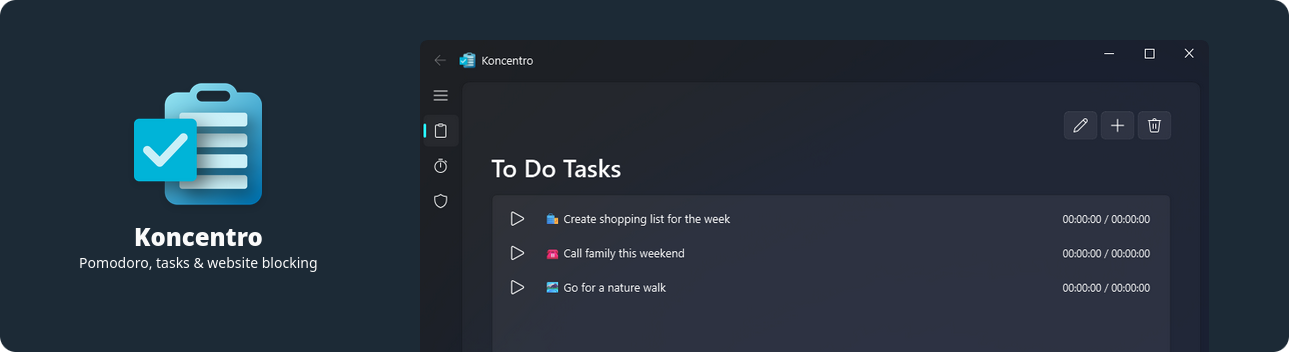 Koncentro
Pomodoro, tasks & website blocking
Koncentro
To Do Tasks
Create shopping list for the week 00:00:00 / 00:00:00
Call family this weekend 00:00:00 / 00:00:00
Go for a nature walk 00:00:00 / 00:00:00